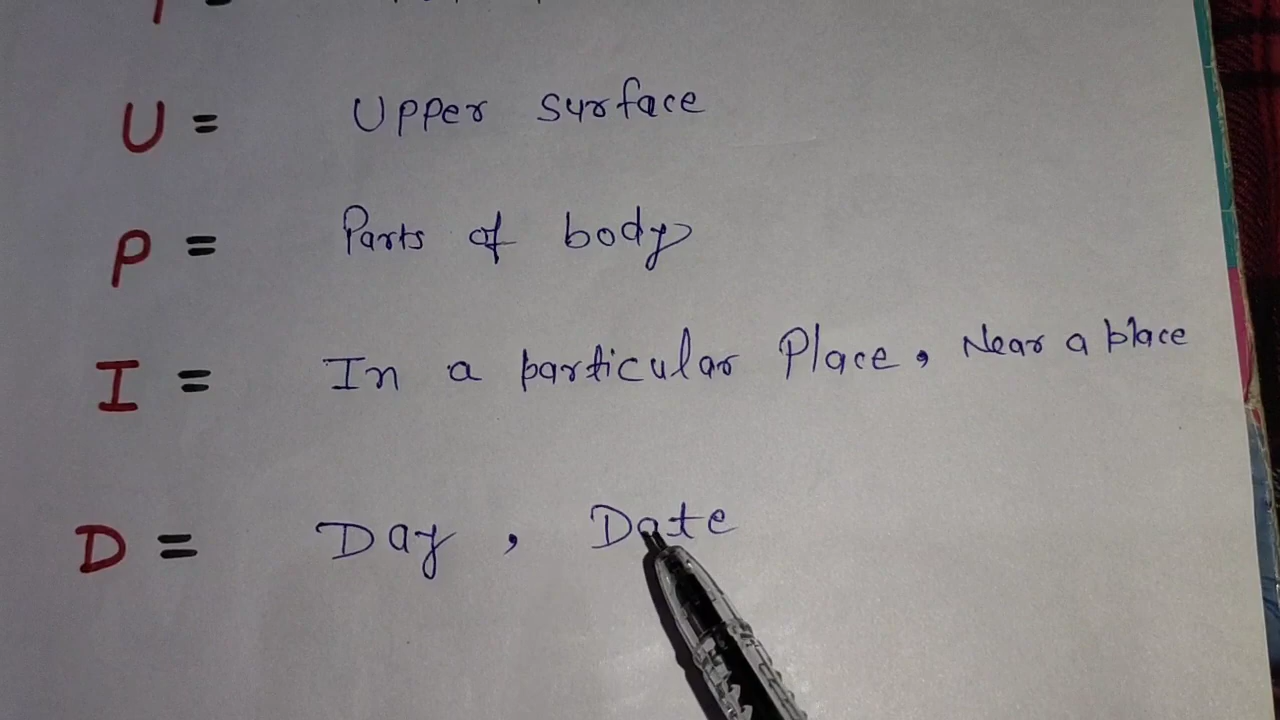 U = Upper surface
P = Parts of body
I = In a particular Place, Near a place
D = Day, Date